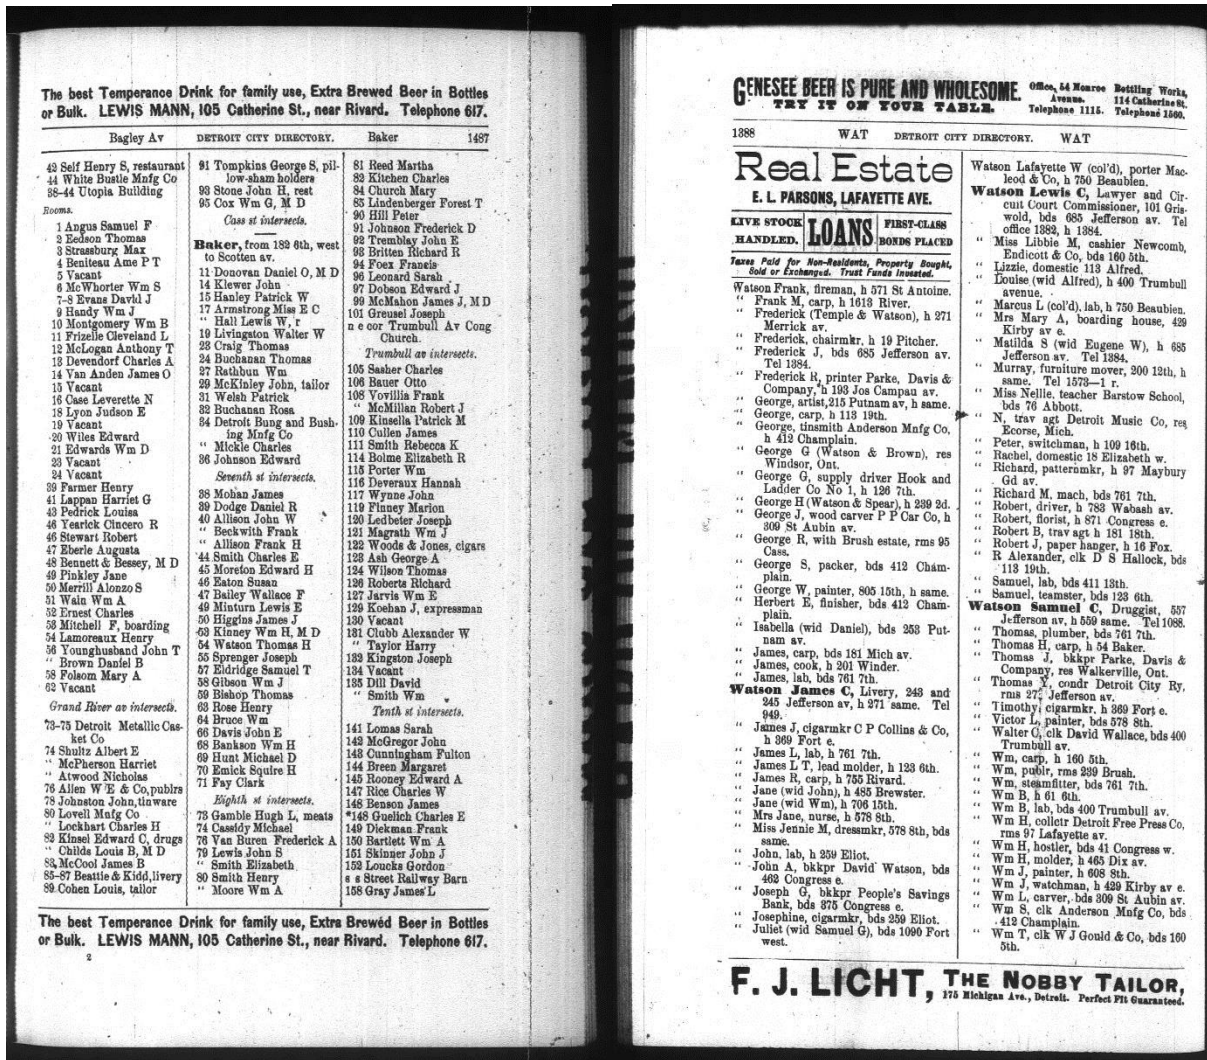 The best Temperance Drink for family use, Extra Brewed Beer in Bottles
or Bulk. LEWIS MANN, 105 Catherine St., near Rivard. Telephone 617.
Bagley Av DETROIT CITY DIRECTORY. Baker 1487
42 Self Henry S, restaurant
44 White Bustle Mnfg Co
38-44 Utopia Building
Rooms.
1 Angus Samuel F
2 Eedson Thomas
3 Strassburg Max
4 Beniteau Ame P T
5 Vacant
6 McWhorter Wm S
7-8 Evans David J
9 Handy Wm J
10 Montgomery Wm B
11 Frizelle Cleveland L
12 McLogan Anthony T
13 Devendorf Charles A
14 Van Anden James O
15 Vacant
16 Case Leverette N
18 Lyon Judson E
19 Vacant
20 Wiles Edward
21 Edwards Wm D
23 Vacant
24 Vacant
39 Farmer Henry
41 Lappan Harriet G
43 Pedrick Louisa
46 Yearick Cincero R
46 Stewart Robert
47 Eberle Augusta
48 Bennett & Bessey, M D
49 Pinkley Jane
50 Merrill Alonzo S
51 Wain Wm A
52 Ernest Charles
53 Mitchell F, boarding
54 Lamoreaux Henry
56 Younghusband John T
" Brown Daniel B
58 Folsom Mary A
62 Vacant
Grand River av intersects.
73-75 Detroit Metallic Cas-
ket Co
74 Shultz Albert E
" McPherson Harriet
" Atwood Nicholas
76 Allen W E & Co, publrs
78 Johnston John, tinware
80 Lovell Mnfg Co
" Lockhart Charles H
82 Kinsel Edward C, drugs
" Childs Louis B, M D
83 McCool James B
85-87 Beattie & Kidd, livery
89 Cohen Louis, tailor
91 Tompkins George S, pil-
low-sham holders
93 Stone John H, rest
95 Cox Wm G, M D
Cass st intersects.
Baker, from 182 6th, west
to Scotten av.
11 Donovan Daniel O, M D
14 Klewer John
15 Hanley Patrick W
17 Armstrong Miss E C
" Hall Lewis W, r
19 Livingston Walter W
23 Craig Thomas
24 Buchanan Thomas
27 Rathbun Wm
29 McKinley John, tailor
31 Welsh Patrick
32 Buchanan Rosa
34 Detroit Bung and Bush-
ing Mnfg Co
" Mickie Charles
36 Johnson Edward
Seventh st intersects.
38 Mohan James
39 Dodge Daniel R
40 Allison John W
" Beckwith Frank
" Allison Frank H
44 Smith Charles E
45 Moreton Edward H
46 Eaton Susan
47 Bailey Wallace F
49 Minturn Lewis E
50 Higgins James J
53 Kinney Wm H, M D
54 Watson Thomas H
55 Sprenger Joseph
57 Eldridge Samuel T
58 Gibson Wm J
59 Bishop Thomas
63 Rose Henry
64 Bruce Wm
66 Davis John E
68 Bankson Wm H
69 Hunt Michael D
70 Emick Squire H
71 Fay Clark
Eighth st intersects.
73 Gamble Hugh L, meats
74 Cassidy Michael
76 Van Buren Frederick A
79 Lewis John S
" Smith Elizabeth
80 Smith Henry
" Moore Wm A
81 Reed Martha
82 Kitchen Charles
84 Church Mary
85 Lindenberger Forest T
90 Hill Peter
91 Johnson Frederick D
92 Tremblay John E
93 Britten Richard R
94 Foex Francis
96 Leonard Sarah
97 Dobson Edward J
99 McMahon James J, M D
101 Greusel Joseph
n e cor Trumbull Av Cong
Church.
Trumbull av intersects.
105 Sasher Charles
106 Bauer Otto
108 Vovillia Frank
" McMillan Robert J
109 Kinsella Patrick M
110 Cullen James
111 Smith Rebecca K
114 Bolme Elizabeth R
115 Porter Wm
116 Deveraux Hannah
117 Wynne John
119 Finney Marion
120 Ledbeter Joseph
121 Magrath Wm J
122 Woods & Jones, cigars
123 Ash George A
124 Wilson Thomas
126 Roberts Richard
127 Jarvis Wm E
129 Koehan J, expressman
130 Vacant
131 Clubb Alexander W
" Taylor Harry
132 Kingston Joseph
134 Vacant
135 Dill David
" Smith Wm
Tenth st intersects.
141 Lomas Sarah
142 McGregor John
143 Cunningham Fulton
144 Breen Margaret
145 Rooney Edward A
147 Rice Charles W
148 Benson James
*148 Guelich Charles E
149 Diekman Frank
150 Bartlett Wm A
151 Skinner John J
152 Loucks Gordon
s s Street Railway Barn
158 Gray James L
The best Temperance Drink for family use, Extra Brewed Beer in Bottles
or Bulk. LEWIS MANN, 105 Catherine St., near Rivard. Telephone 617.
2
GENESEE BEER IS PURE AND WHOLESOME.
TRY IT ON YOUR TABLE.
Office, 54 Monroe
Avenue.
Telephone 1115.
Bottling Works,
114 Catherine St.
Telephone 1560.
1388 WAT DETROIT CITY DIRECTORY. WAT
Real Estate
E. L. PARSONS, LAFAYETTE AVE.
LIVE STOCK
HANDLED.
LOANS
FIRST-CLASS
BONDS PLACED
Taxes Paid for Non-Residents, Property Bought,
Sold or Exchanged. Trust Funds Invested.
Watson Frank, fireman, h 571 St Antoine.
" Frank M, carp, h 1613 River.
" Frederick (Temple & Watson), h 271
Merrick av.
" Frederick, chairmkr, h 19 Pitcher.
" Frederick J, bds 685 Jefferson av.
Tel 1384.
" Frederick R, printer Parke, Davis &
Company, h 193 Jos Campau av.
" George, artist, 215 Putnam av, h same.
" George, carp, h 113 19th.
" George, tinsmith Anderson Mnfg Co,
h 412 Champlain.
" George G (Watson & Brown), res
Windsor, Ont.
" George G, supply driver Hook and
Ladder Co No 1, h 126 7th.
" George H (Watson & Spear), h 239 2d.
" George J, wood carver P P Car Co, h
309 St Aubin av.
" George R, with Brush estate, rms 95
Cass.
" George S, packer, bds 412 Cham-
plain.
" George W, painter, 805 15th, h same.
" Herbert E, finisher, bds 412 Cham-
plain.
" Isabella (wid Daniel), bds 253 Put-
nam av.
" James, carp, bds 181 Mich av.
" James, cook, h 201 Winder.
" James, lab, bds 761 7th.
Watson James C, Livery, 243 and
245 Jefferson av, h 271 same. Tel
949.
" James J, cigarmkr C P Collins & Co,
h 369 Fort e.
" James L, lab, h 761 7th.
" James L T, lead molder, h 123 6th.
" James R, carp, h 755 Rivard.
" Jane (wid John), h 485 Brewster.
" Jane (wid Wm), h 706 15th.
" Mrs Jane, nurse, h 578 8th.
" Miss Jennie M, dressmkr, 578 8th, bds
same.
" John, lab, h 259 Eliot.
" John A, bkkpr David Watson, bds
462 Congress e.
" Joseph G, bkkpr People's Savings
Bank, bds 375 Congress e.
" Josephine, cigarmkr, bds 259 Eliot.
" Juliet (wid Samuel G), bds 1090 Fort
west.
Watson Lafayette W (col'd), porter Mac-
leod & Co, h 750 Beaubien.
Watson Lewis C, Lawyer and Cir-
cuit Court Commissioner, 101 Gris-
wold, bds 685 Jefferson av. Tel
office 1382, h 1384.
" Miss Libbie M, cashier Newcomb,
Endicott & Co, bds 160 5th.
" Lizzie, domestic 113 Alfred.
" Louise (wid Alfred), h 400 Trumbull
avenue.
" Marcus L (col'd), lab, h 750 Beaubien.
" Mrs Mary A, boarding house, 429
Kirby av e.
" Matilda S (wid Eugene W), h 685
Jefferson av. Tel 1384.
" Murray, furniture mover, 200 12th, h
same. Tel 1573—1 r.
" Miss Nellie, teacher Barstow School,
bds 76 Abbott.
" N, trav agt Detroit Music Co, res
Ecorse, Mich.
" Peter, switchman, h 109 16th.
" Rachel, domestic 18 Elizabeth w.
" Richard, patternmkr, h 97 Maybury
Gd av.
" Richard M, mach, bds 761 7th.
" Robert, driver, h 783 Wabash av.
" Robert, florist, h 871 Congress e.
" Robert B, trav agt h 181 18th.
" Robert J, paper hanger, h 16 Fox.
" R Alexander, clk D S Hallock, bds
113 19th.
" Samuel, lab, bds 411 13th.
" Samuel, teamster, bds 123 6th.
Watson Samuel C, Druggist, 557
Jefferson av, h 559 same. Tel 1088.
" Thomas, plumber, bds 761 7th.
" Thomas H, carp, h 54 Baker.
" Thomas J, bkkpr Parke, Davis &
Company, res Walkerville, Ont.
" Thomas Y, condr Detroit City Ry,
rms 27 Jefferson av.
" Timothy, cigarmkr. h 369 Fort e.
" Victor L, painter, bds 578 8th.
" Walter C, clk David Wallace, bds 400
Trumbull av.
" Wm, carp, h 160 5th.
" Wm, publr, rms 239 Brush.
" Wm, steamfitter, bds 761 7th.
" Wm B, h 61 6th.
" Wm B, lab, bds 400 Trumbull av.
" Wm H, collctr Detroit Free Press Co,
rms 97 Lafayette av.
" Wm H, hostler, bds 41 Congress w.
" Wm H, molder, h 465 Dix av.
" Wm J, painter, h 608 8th.
" Wm J, watchman, h 429 Kirby av e.
" Wm L, carver, bds 309 St Aubin av.
" Wm S, clk Anderson Mnfg Co, bds
412 Champlain.
" Wm T, clk W J Gould & Co, bds 160
5th.
F. J. LICHT, THE NOBBY TAILOR,
175 Michigan Ave., Detroit. Perfect Fit Guaranteed.